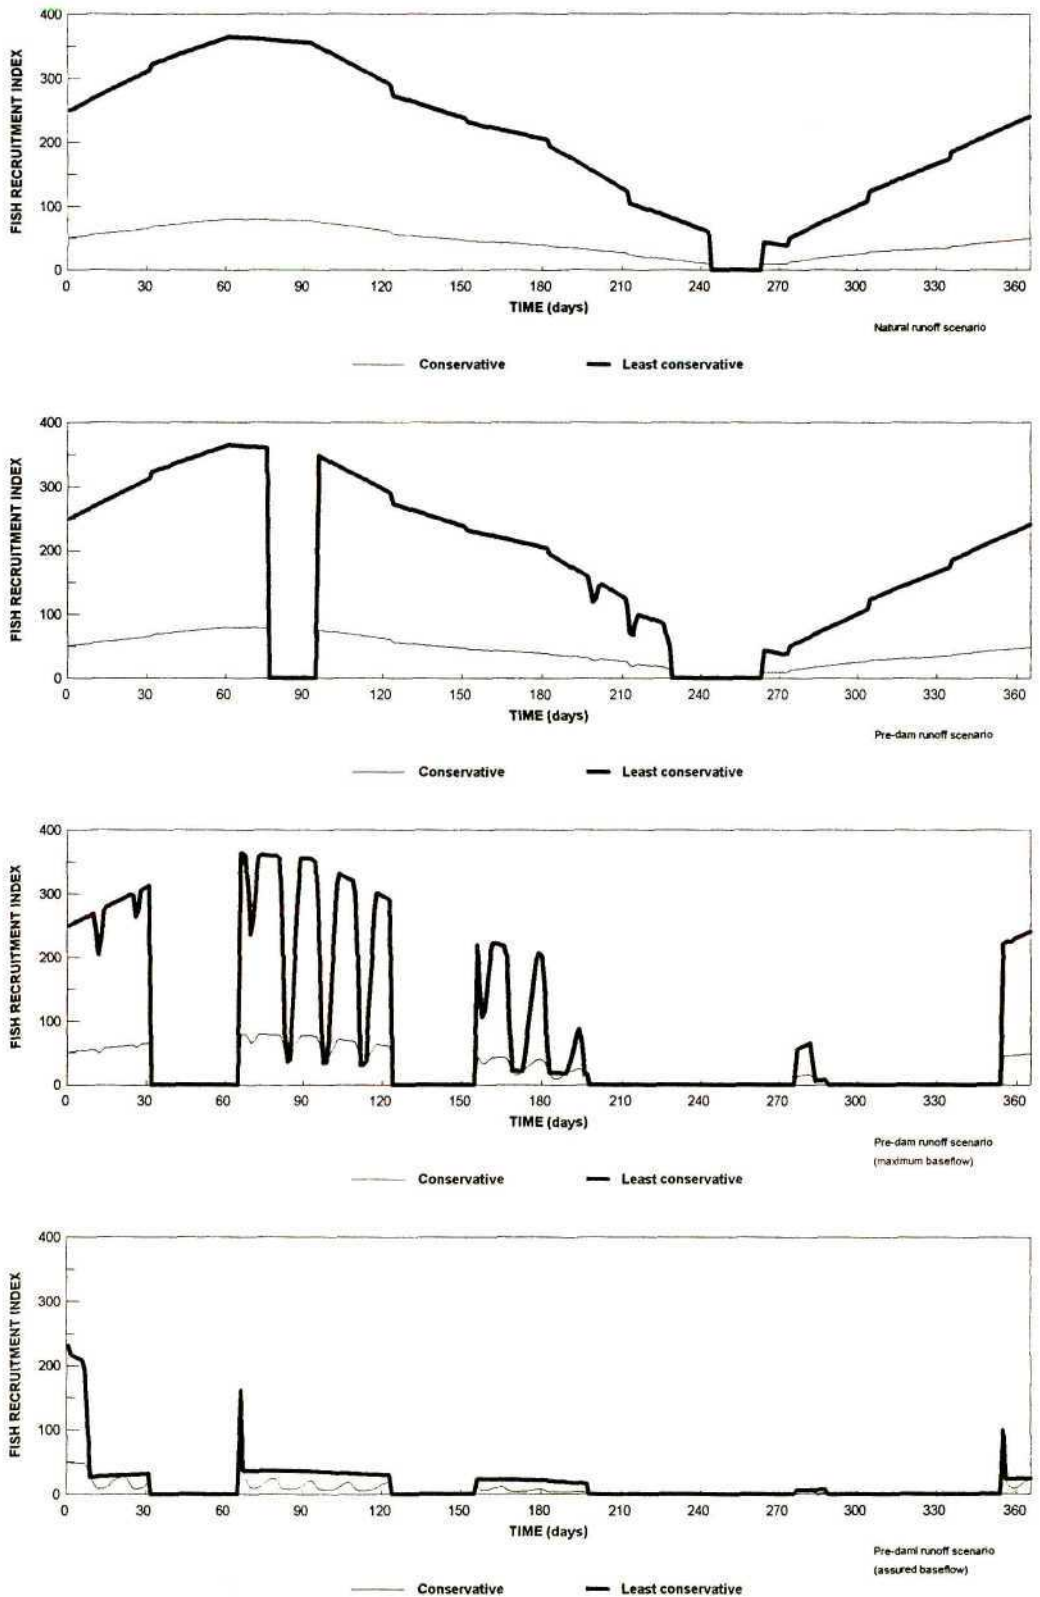 FISH RECRUITMENT INDEX
400
300
200
100
0
0 30 60 90 120 150 180 210 240 270 300 330 360
TIME (days)
Natural runoff scenario
Conservative Least conservative
FISH RECRUITMENT INDEX
400
300
200
100
0
0 30 60 90 120 150 180 210 240 270 300 330 360
TIME (days)
Pre-dam runoff scenario
Conservative Least conservative
FISH RECRUITMENT INDEX
400
300
200
100
0
0 30 60 90 120 150 180 210 240 270 300 330 360
TIME (days)
Pre-dam runoff scenario
(maximum baseflow)
Conservative Least conservative
FISH RECRUITMENT INDEX
400
300
200
100
0
0 30 60 90 120 150 180 210 240 270 300 330 360
TIME (days)
Pre-daml runoff scenario
(assured baseflow)
Conservative Least conservative